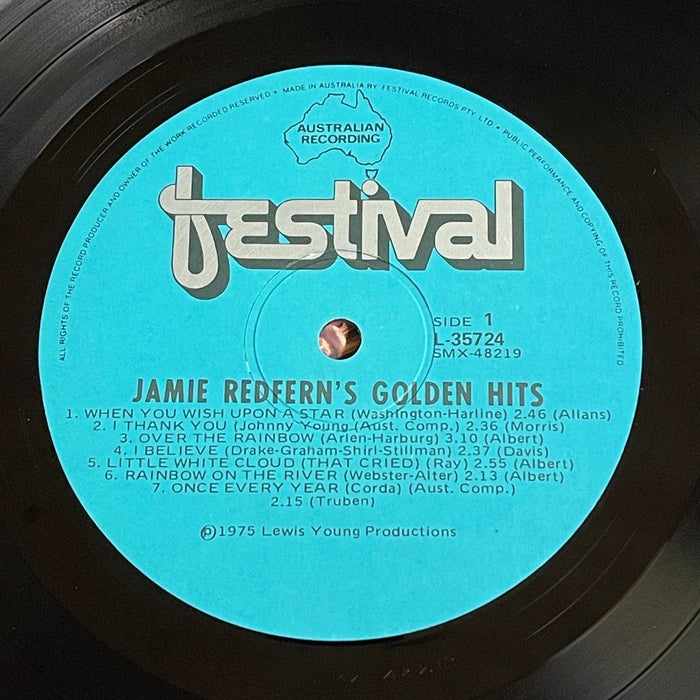 ALL RIGHTS OF THE RECORD PRODUCER AND OWNER OF THE WORK RECORDED RESERVED • MADE IN AUSTRALIA BY FESTIVAL RECORDS PTY. LTD • PUBLIC PERFORMANCE AND COPYING OF THIS RECORD PROHIBITED
AUSTRALIAN
RECORDING
festival
SIDE 1
L-35724
SMX-48219
JAMIE REDFERN'S GOLDEN HITS
1. WHEN YOU WISH UPON A STAR (Washington-Harline) 2.46 (Allans)
2. I THANK YOU (Johnny Young (Aust. Comp.) 2.36 (Morris)
3. OVER THE RAINBOW (Arlen-Harburg) 3.10 (Albert)
4. I BELIEVE (Drake-Graham-Shirl-Stillman) 2.37 (Davis)
5. LITTLE WHITE CLOUD (THAT CRIED) (Ray) 2.55 (Albert)
6. RAINBOW ON THE RIVER (Webster-Alter) 2.13 (Albert)
7. ONCE EVERY YEAR (Corda) (Aust. Comp.)
2.15 (Truben)
℗1975 Lewis Young Productions